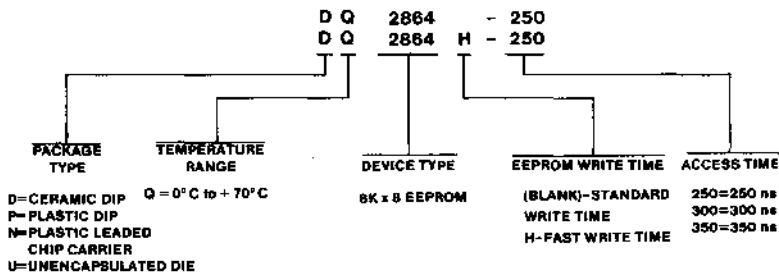 D Q 2864 - 250
D Q 2864 H - 250
PACKAGE TYPE
TEMPERATURE RANGE
DEVICE TYPE
EEPROM WRITE TIME
ACCESS TIME
D=CERAMIC DIP
P=PLASTIC DIP
N=PLASTIC LEADED
CHIP CARRIER
U=UNENCAPSULATED DIE
Q = 0°C to + 70°C
8K x 8 EEPROM
(BLANK)-STANDARD
WRITE TIME
H-FAST WRITE TIME
250=250 ns
300=300 ns
350=350 ns